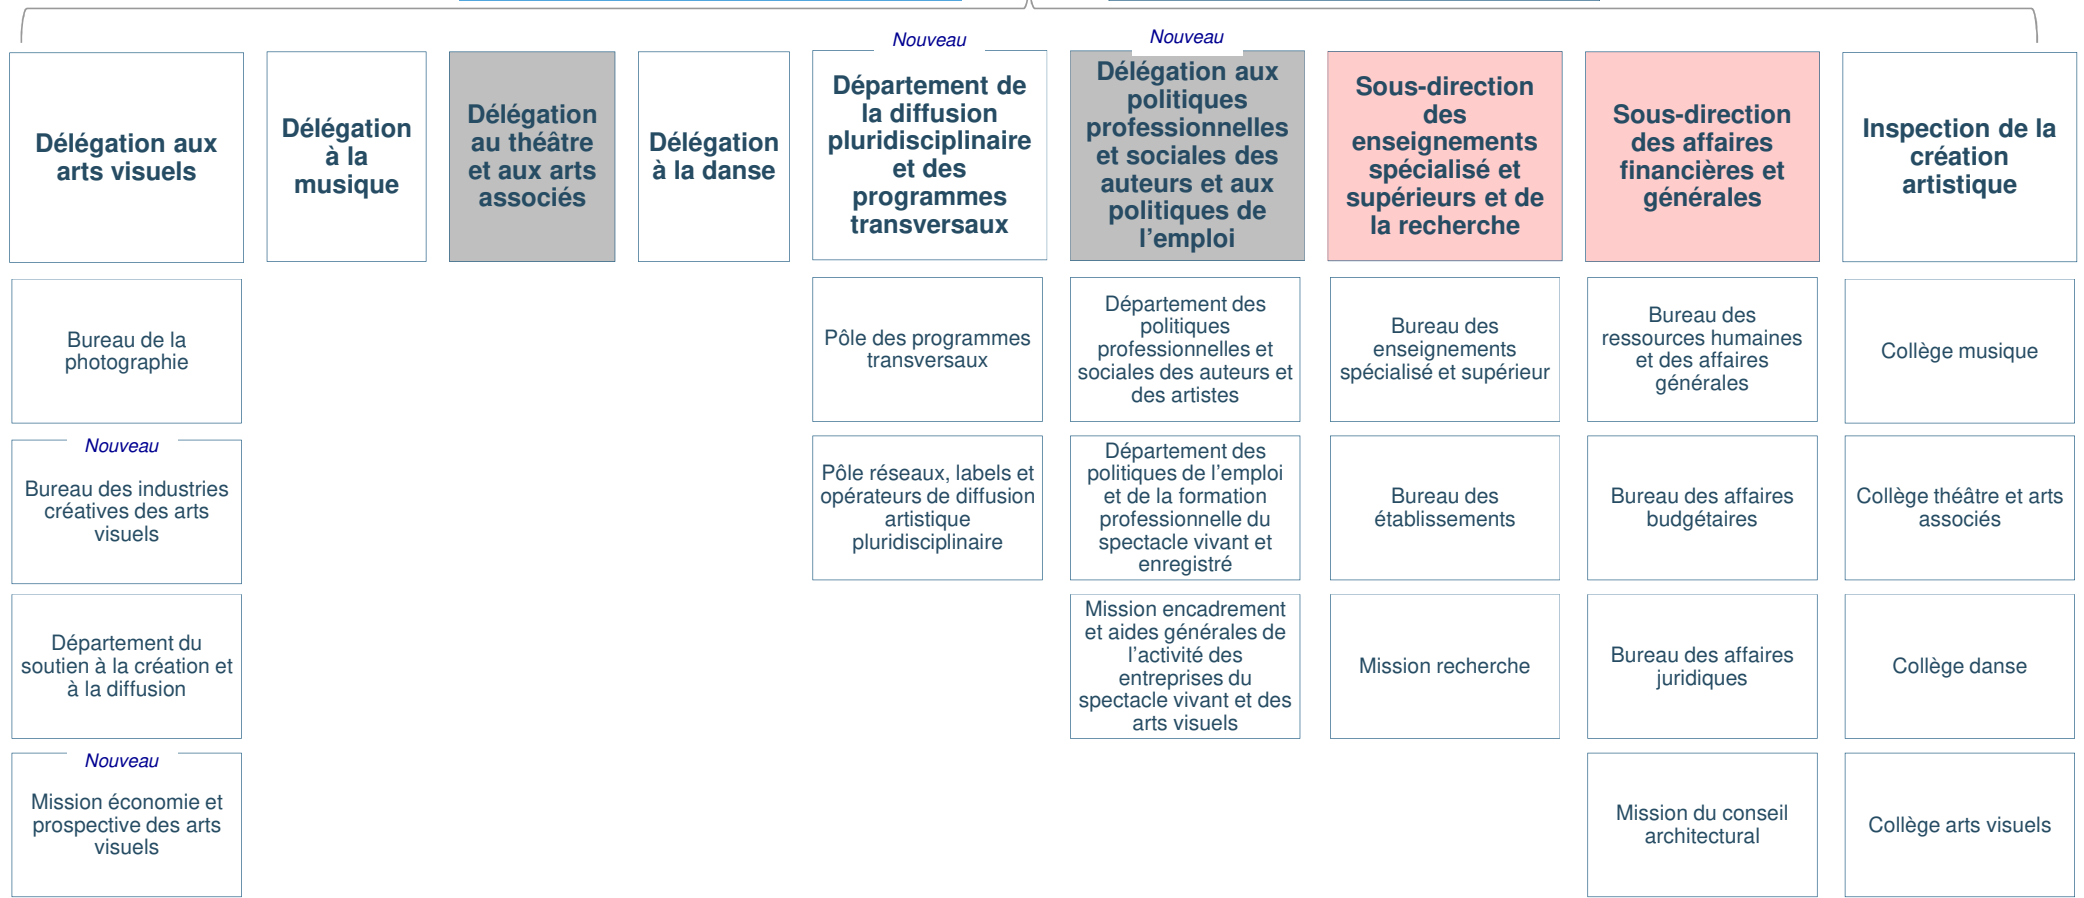 Nouveau
Nouveau
Délégation aux
arts visuels
Délégation
à la
musique
Délégation
au théâtre
et aux arts
associés
Délégation
à la danse
Département de
la diffusion
pluridisciplinaire
et des
programmes
transversaux
Délégation aux
politiques
professionnelles
et sociales des
auteurs et aux
politiques de
l’emploi
Sous-direction
des
enseignements
spécialisé et
supérieurs et de
la recherche
Sous-direction
des affaires
financières et
générales
Inspection de la
création
artistique
Bureau de la
photographie
Pôle des programmes
transversaux
Département des
politiques
professionnelles et
sociales des auteurs et
des artistes
Bureau des
enseignements
spécialisé et supérieur
Bureau des
ressources humaines
et des affaires
générales
Collège musique
Nouveau
Bureau des industries
créatives des arts
visuels
Pôle réseaux, labels et
opérateurs de diffusion
artistique
pluridisciplinaire
Département des
politiques de l’emploi
et de la formation
professionnelle du
spectacle vivant et
enregistré
Bureau des
établissements
Bureau des affaires
budgétaires
Collège théâtre et arts
associés
Département du
soutien à la création et
à la diffusion
Mission encadrement
et aides générales de
l’activité des
entreprises du
spectacle vivant et des
arts visuels
Mission recherche
Bureau des affaires
juridiques
Collège danse
Nouveau
Mission économie et
prospective des arts
visuels
Mission du conseil
architectural
Collège arts visuels